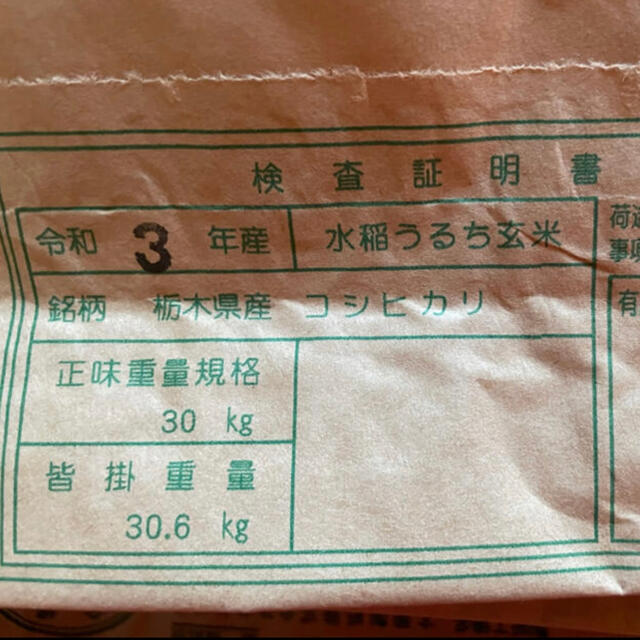 検査証明書
令和 3 年産 水稲うるち玄米
銘柄 栃木県産 コシヒカリ
正味重量規格
30 kg
皆掛重量
30.6 kg
荷造
事項
有